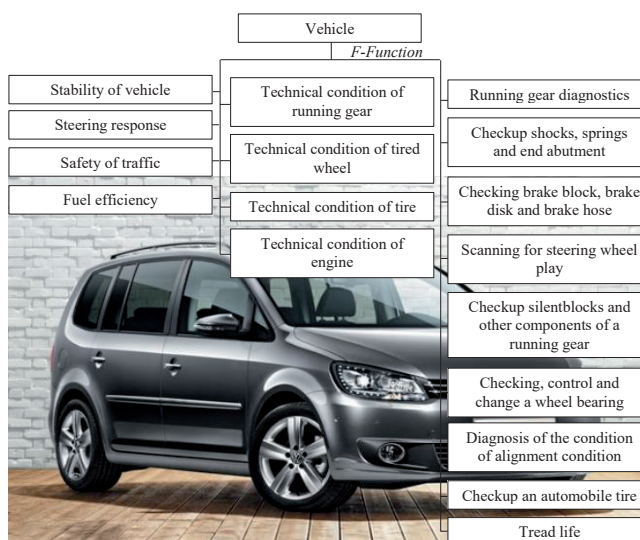 Vehicle
F-Function
Stability of vehicle
Steering response
Safety of traffic
Fuel efficiency
Technical condition of
running gear
Technical condition of tired
wheel
Technical condition of tire
Technical condition of
engine
Running gear diagnostics
Checkup shocks, springs
and end abutment
Checking brake block, brake
disk and brake hose
Scanning for steering wheel
play
Checkup silentblocks and
other components of a
running gear
Checking, control and
change a wheel bearing
Diagnosis of the condition
of alignment condition
Checkup an automobile tire
Tread life